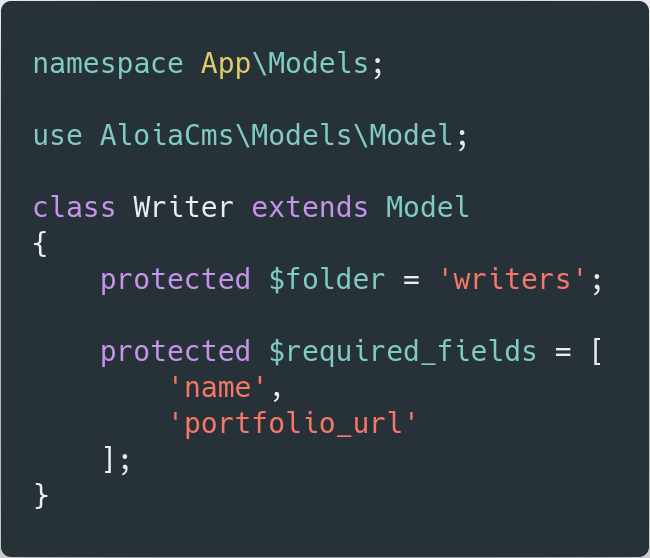 namespace App\Models;
use AloiaCms\Models\Model;
class Writer extends Model
{
    protected $folder = 'writers';
    protected $required_fields = [
        'name',
        'portfolio_url'
    ];
}